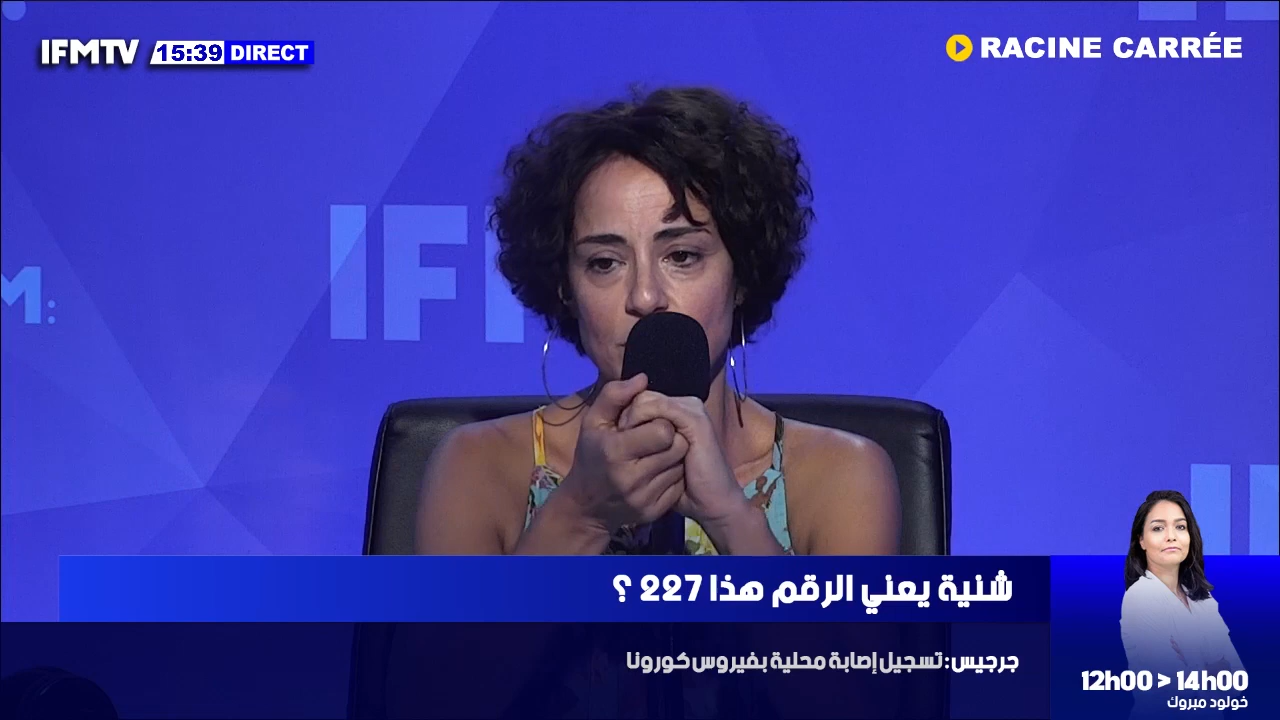 IFMTV 15:39 DIRECT
RACINE CARRÉE
IFM
M:
شنية يعني الرقم هذا 227 ؟
جرجيس: تسجيل إصابة محلية بفيروس كورونا
12h00 > 14h00
خولود مبروك